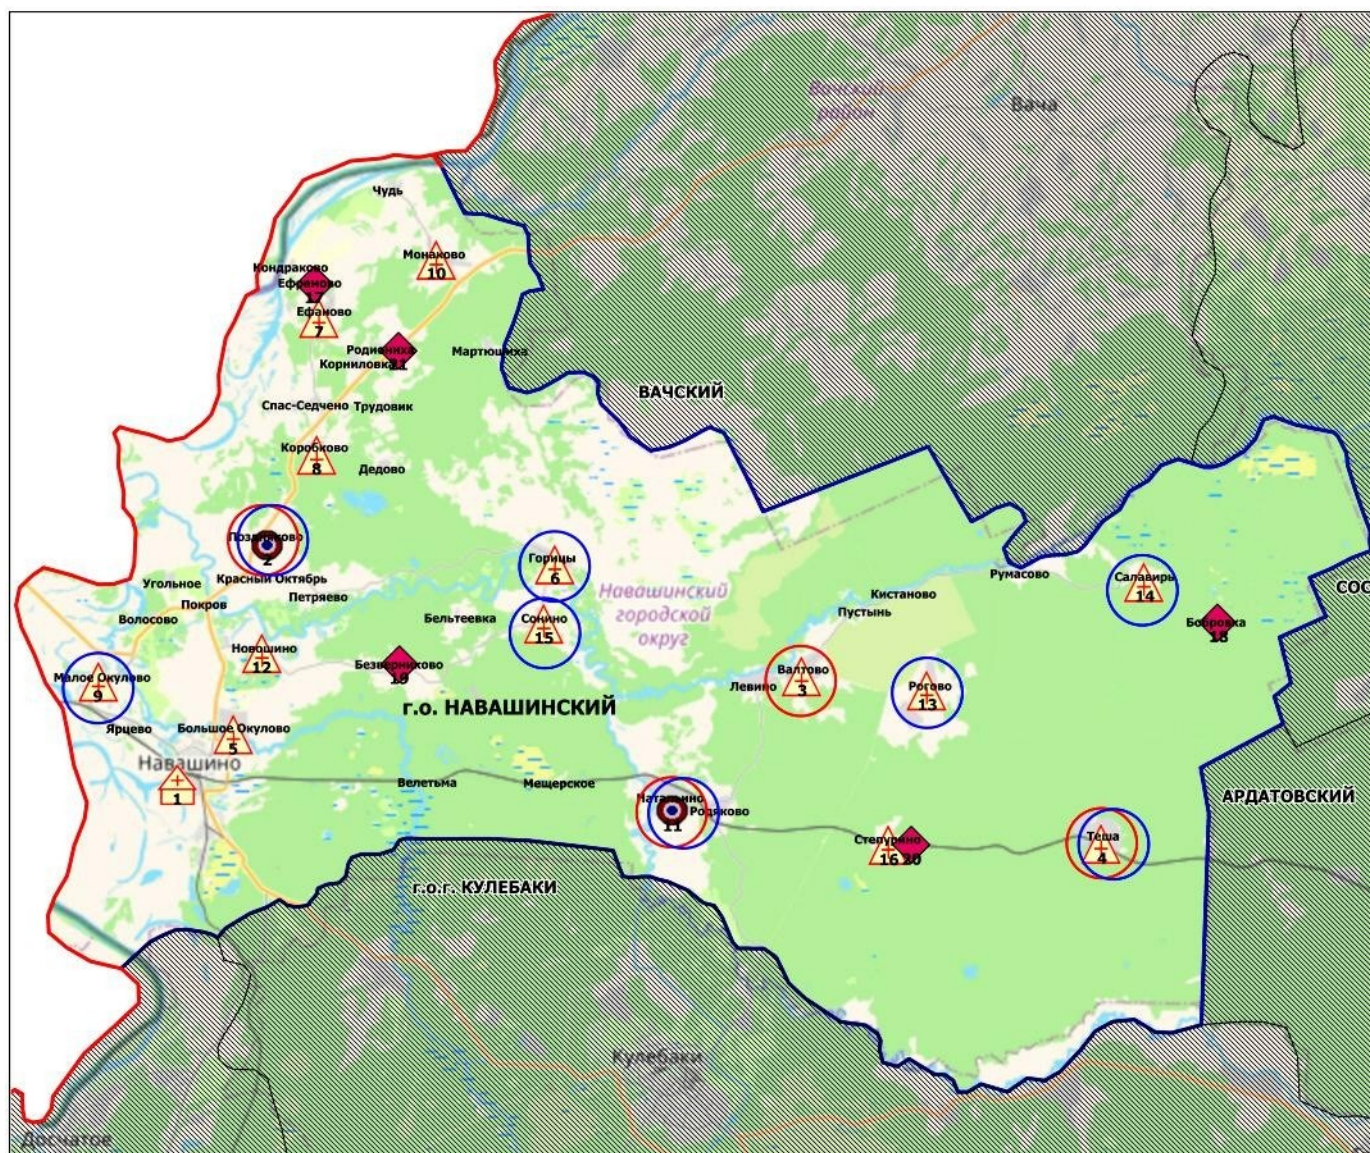 Вачский
район
Вача
Чудь
Монаково
10
Кондраково
Ефремово
17
Ефаново
7
Родиониха
21
Корниловка
Мартюшиха
ВАЧСКИЙ
Спас-Седчено
Трудовик
Коробково
8
Дедово
Поздняково
2
Горицы
6
Красный Октябрь
Угольное
Петряево
Покров
Волосово
Навашинский
городской
округ
Румасово
Салавирь
14
СОС
Кистаново
Пустынь
Бельтеевка
Сонино
15
Бобровка
18
Новошино
12
Безверниково
19
Малое Окулово
9
Валтово
3
Левино
Рогово
13
г.о. НАВАШИНСКИЙ
Ярцево
Большое Окулово
5
Навашино
1
Велетьма
Мещерское
Натальино
11
Родяково
АРДАТОВСКИЙ
Степурино
16
20
Теша
4
г.о.г. КУЛЕБАКИ
Кулебаки
Досчатое